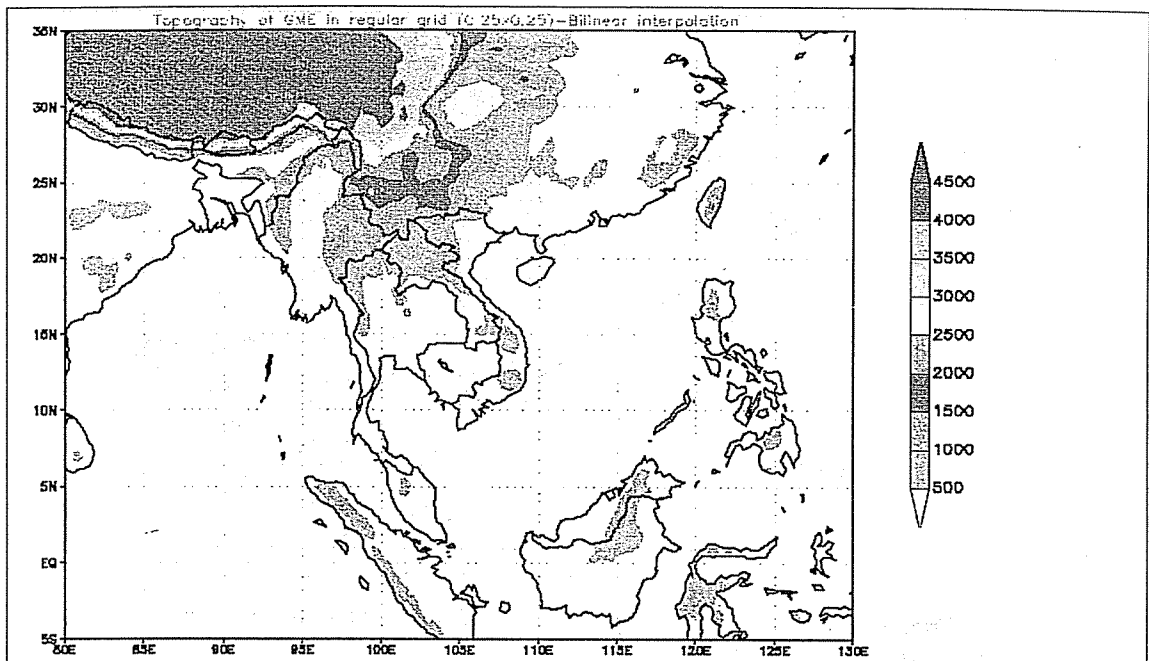 Topography of GME in regular grid (0.25x0.25)-Bilinear interpolation
35N
30N
25N
20N
15N
10N
5N
EQ
5S
80E
85E
90E
95E
100E
105E
110E
115E
120E
125E
130E
4500
4000
3500
3000
2500
2000
1500
1000
500